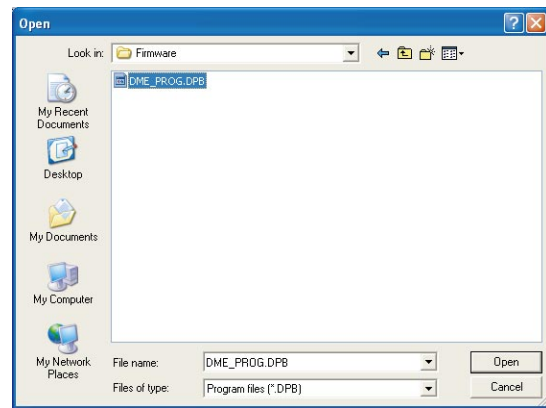 Open
Look in: Firmware
DME_PROG.DPB
My Recent
Documents
Desktop
My Documents
My Computer
My Network
Places
File name: DME_PROG.DPB Open
Files of type: Program files (*.DPB) Cancel